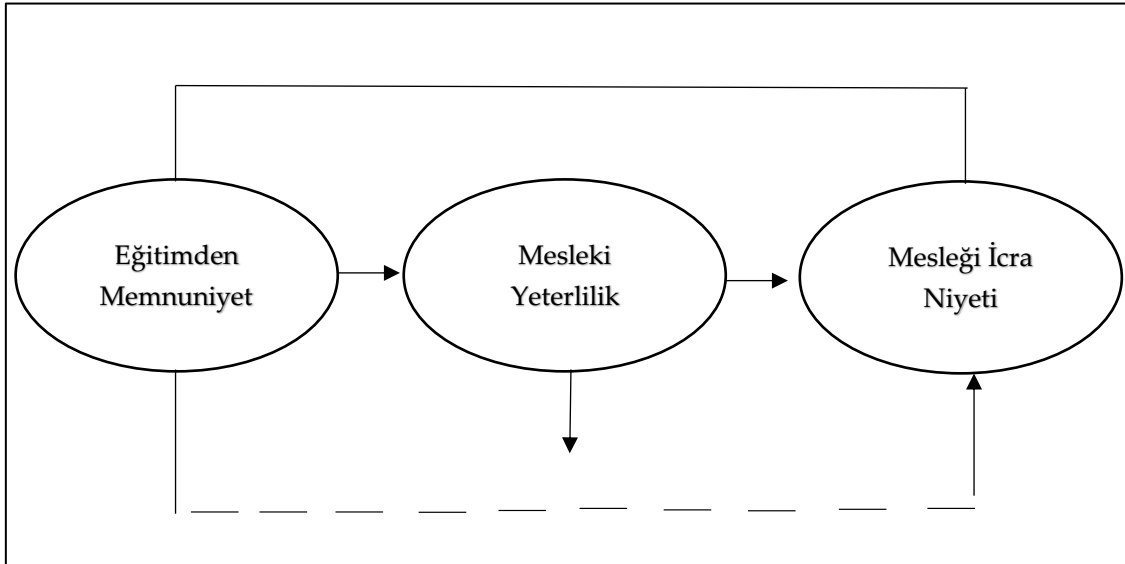 Eğitimden
Memnuniyet
Mesleki
Yeterlilik
Mesleği İcra
Niyeti